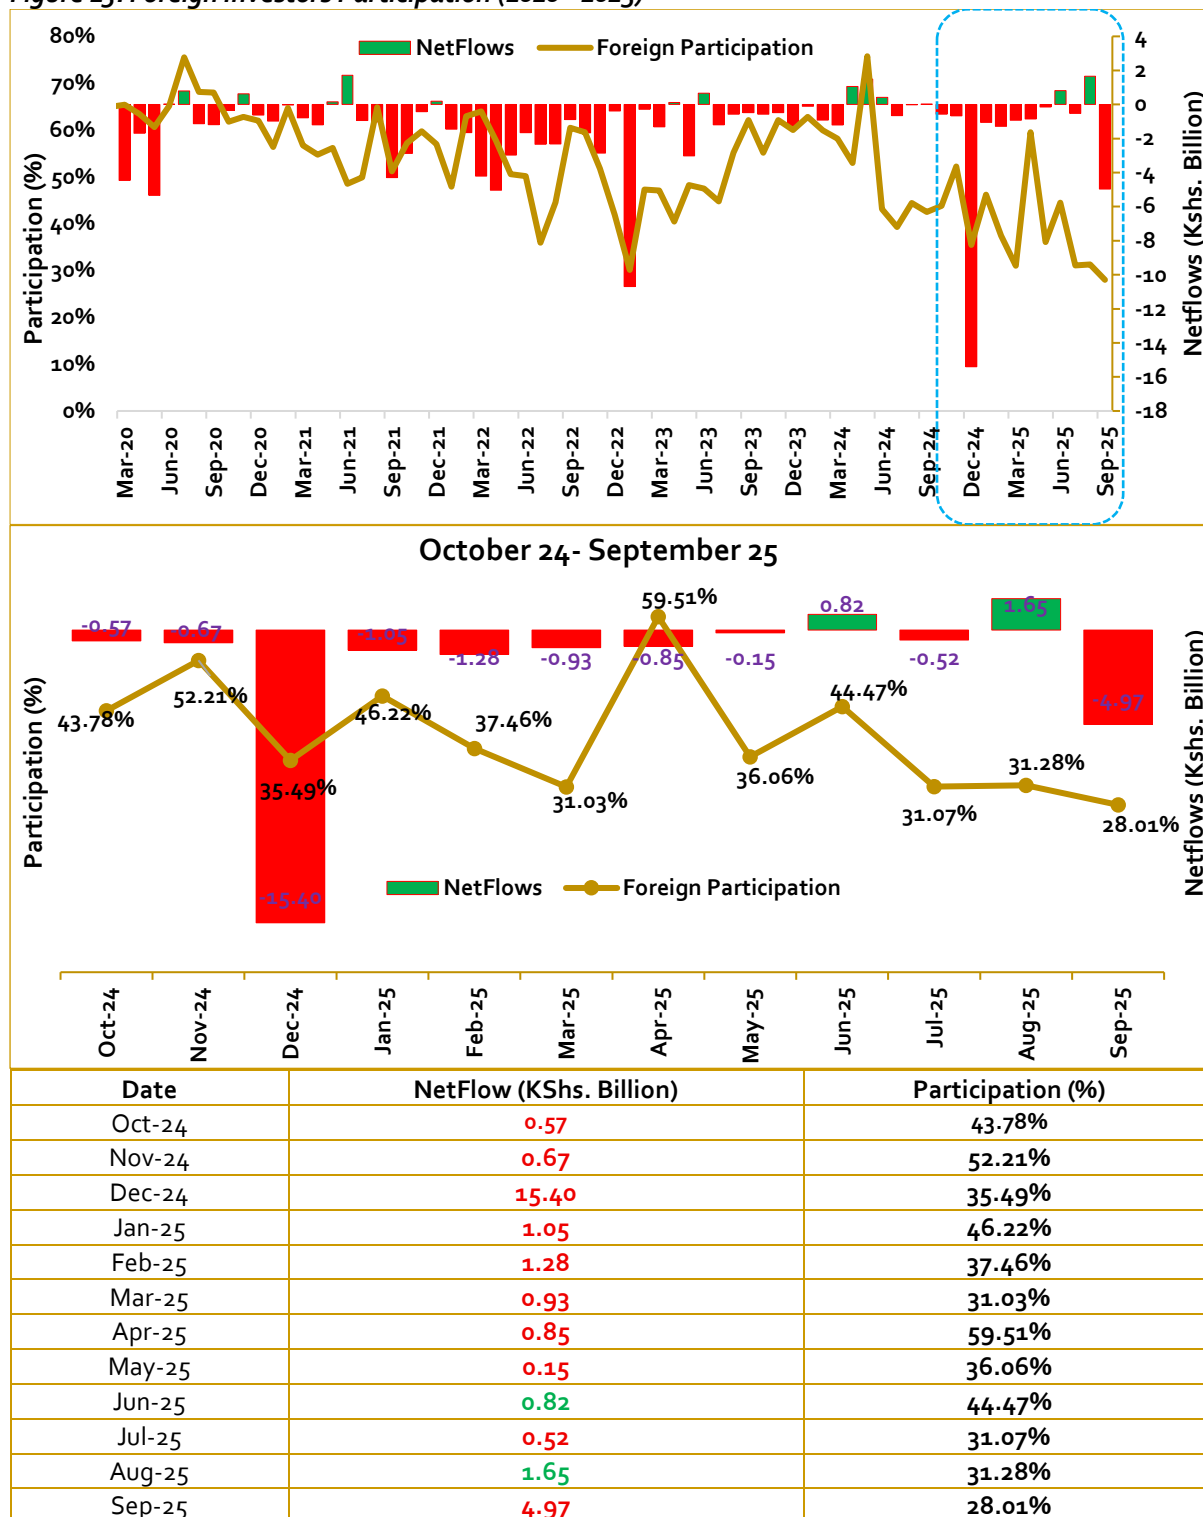 Figure 23: Foreign Investors Participation (2020 - 2025)
NetFlows Foreign Participation
Participation (%)
80%
70%
60%
50%
40%
30%
20%
10%
0%
4
2
0
-2
-4
-6
-8
-10
-12
-14
-16
-18
Netflows (Kshs. Billion)
Mar-20 Jun-20 Sep-20 Dec-20 Mar-21 Jun-21 Sep-21 Dec-21 Mar-22 Jun-22 Sep-22 Dec-22 Mar-23 Jun-23 Sep-23 Dec-23 Mar-24 Jun-24 Sep-24 Dec-24 Mar-25 Jun-25 Sep-25
October 24- September 25
Participation (%)
-0.57 -0.67 -15.40 -1.05 -1.28 -0.93 -0.85 -0.15 0.82 -0.52 1.65 -4.97
43.78% 52.21% 35.49% 46.22% 37.46% 31.03% 59.51% 36.06% 44.47% 31.07% 31.28% 28.01%
Netflows (Kshs. Billion)
NetFlows Foreign Participation
Oct-24 Nov-24 Dec-24 Jan-25 Feb-25 Mar-25 Apr-25 May-25 Jun-25 Jul-25 Aug-25 Sep-25
Date NetFlow (KShs. Billion) Participation (%)
Oct-24 0.57 43.78%
Nov-24 0.67 52.21%
Dec-24 15.40 35.49%
Jan-25 1.05 46.22%
Feb-25 1.28 37.46%
Mar-25 0.93 31.03%
Apr-25 0.85 59.51%
May-25 0.15 36.06%
Jun-25 0.82 44.47%
Jul-25 0.52 31.07%
Aug-25 1.65 31.28%
Sep-25 4.97 28.01%